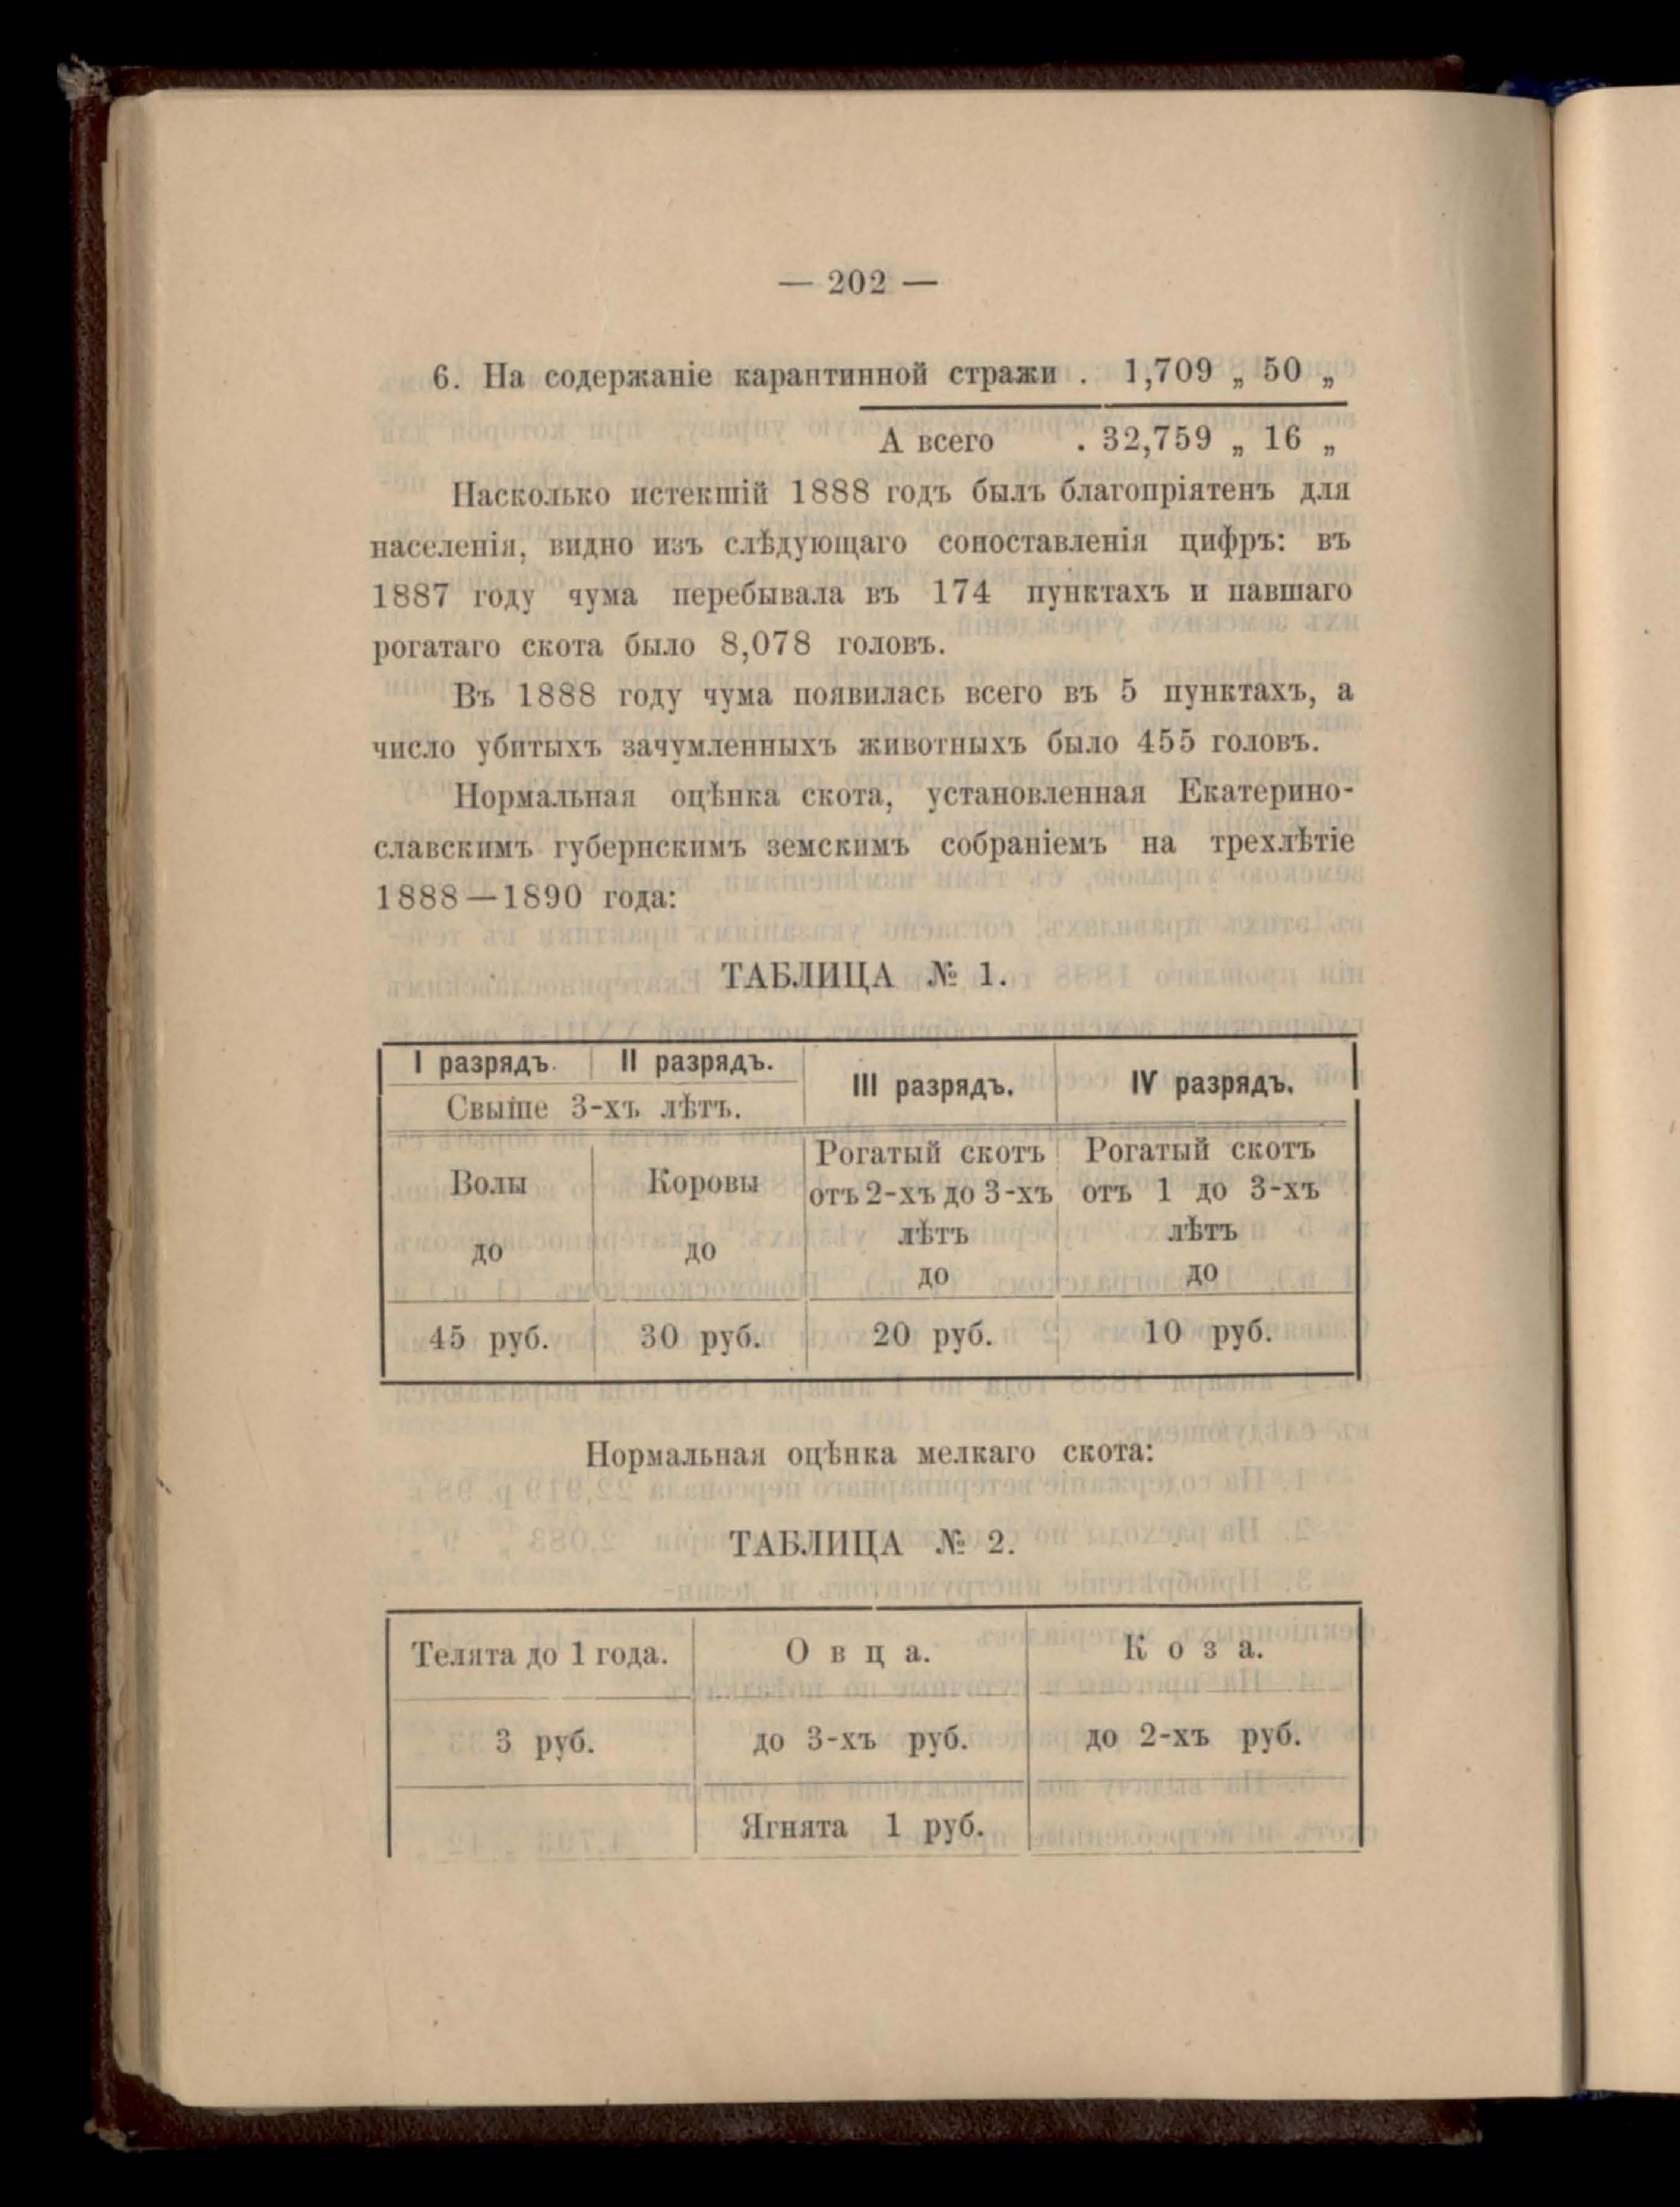 — 202 —
6. На содержаніе карантинной стражи . 1,709 „ 50 „
А всего . 32,759 „ 16 „
Насколько истекшій 1888 годъ былъ благопріятенъ для
населенія, видно изъ слѣдующаго сопоставленія цифръ: въ
1887 году чума перебывала въ 174 пунктахъ и павшаго
рогатаго скота было 8,078 головъ.
Въ 1888 году чума появилась всего въ 5 пунктахъ, а
число убитыхъ зачумленныхъ животныхъ было 455 головъ.
Нормальная оцѣнка скота, установленная Екатерино-
славскимъ губернскимъ земскимъ собраніемъ на трехлѣтіе
1888—1890 года:
ТАБЛИЦА № 1.
I разрядъ. II разрядъ. III разрядъ. IV разрядъ.
Свыше 3-хъ лѣтъ.
Волы до
Коровы до
Рогатый скотъ
отъ 2-хъ до 3-хъ
лѣтъ
до
Рогатый скотъ
отъ 1 до 3-хъ
лѣтъ
до
45 руб. 30 руб. 20 руб. 10 руб.
Нормальная оцѣнка мелкаго скота:
ТАБЛИЦА № 2.
Телята до 1 года. Овца. Коза.
3 руб. до 3-хъ руб. до 2-хъ руб.
Ягнята 1 руб.